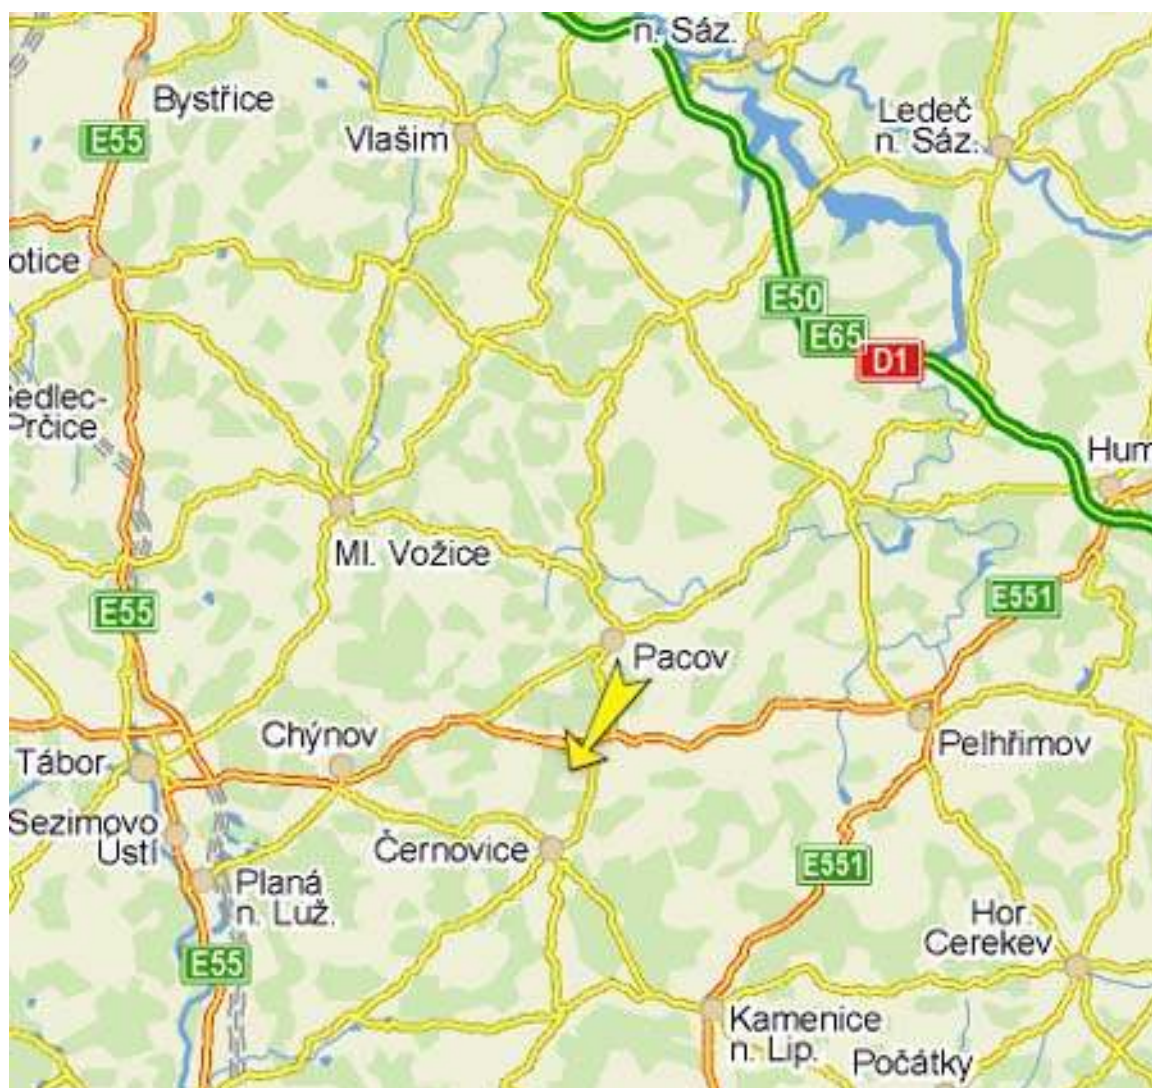 n. Sáz.
Bystřice
Ledeč
n. Sáz.
E55
Vlašim
otice
E50
E65
D1
Sedlec-
Prčice
Hum
Ml. Vožice
E55
E551
Pacov
Chýnov
Pelhřimov
Tábor
Sezimovo
Ústí
Černovice
E551
Planá
n. Luž.
Hor.
Cerekev
E55
Kamenice
n. Lip.
Počátky